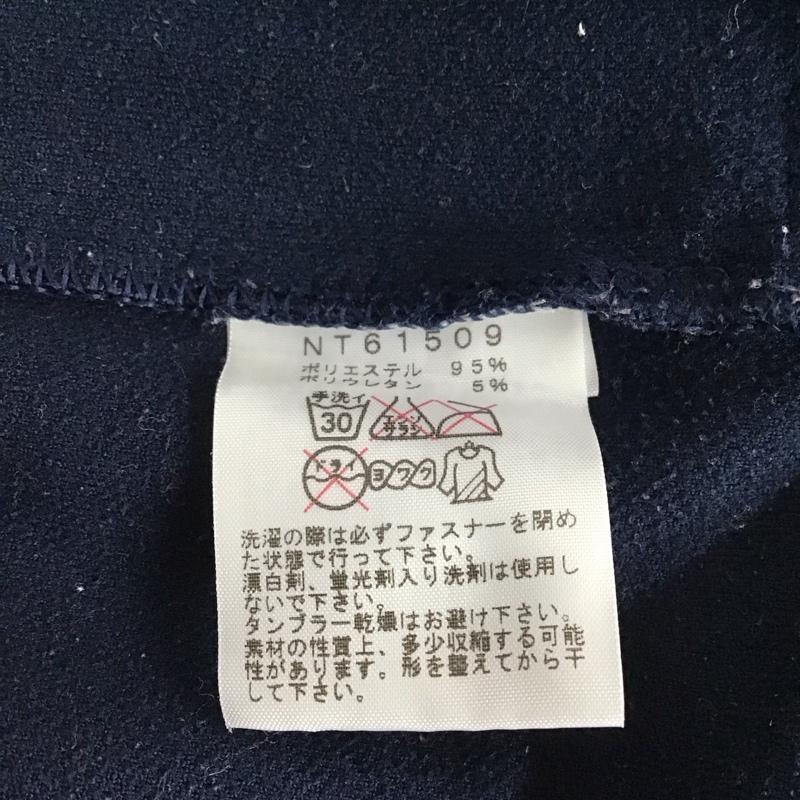 NT61509
ポリエステル 95%
ポリウレタン 5%
手洗イ
30
エンソ
サラシ
ドライ
ヨワク
洗濯の際は必ずファスナーを閉め
た状態で行って下さい。
漂白剤、蛍光剤入り洗剤は使用し
ないで下さい。
タンブラー乾燥はお避け下さい。
素材の性質上、多少収縮する可能
性があります。形を整えてから干
して下さい。